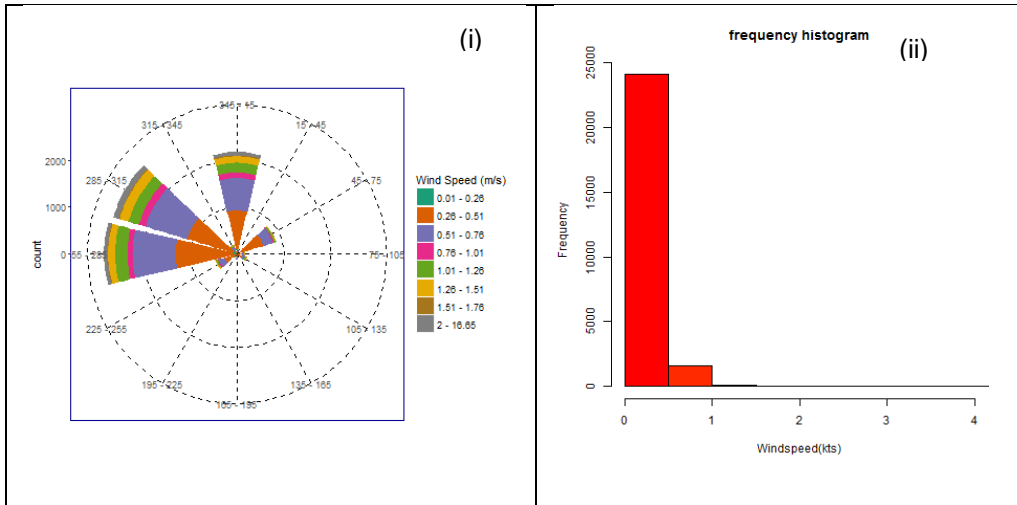 (i)
345 - 15
315 - 345
15 - 45
2000
285 - 315
45 - 75
1000
0
75 - 105
225 - 255
105 - 135
195 - 225
135 - 165
165 - 195
count
Wind Speed (m/s)
0.01 - 0.26
0.26 - 0.51
0.51 - 0.76
0.76 - 1.01
1.01 - 1.26
1.26 - 1.51
1.51 - 1.76
2 - 16.65
frequency histogram
(ii)
25000
20000
15000
10000
5000
0
Frequency
0 1 2 3 4
Windspeed(kts)